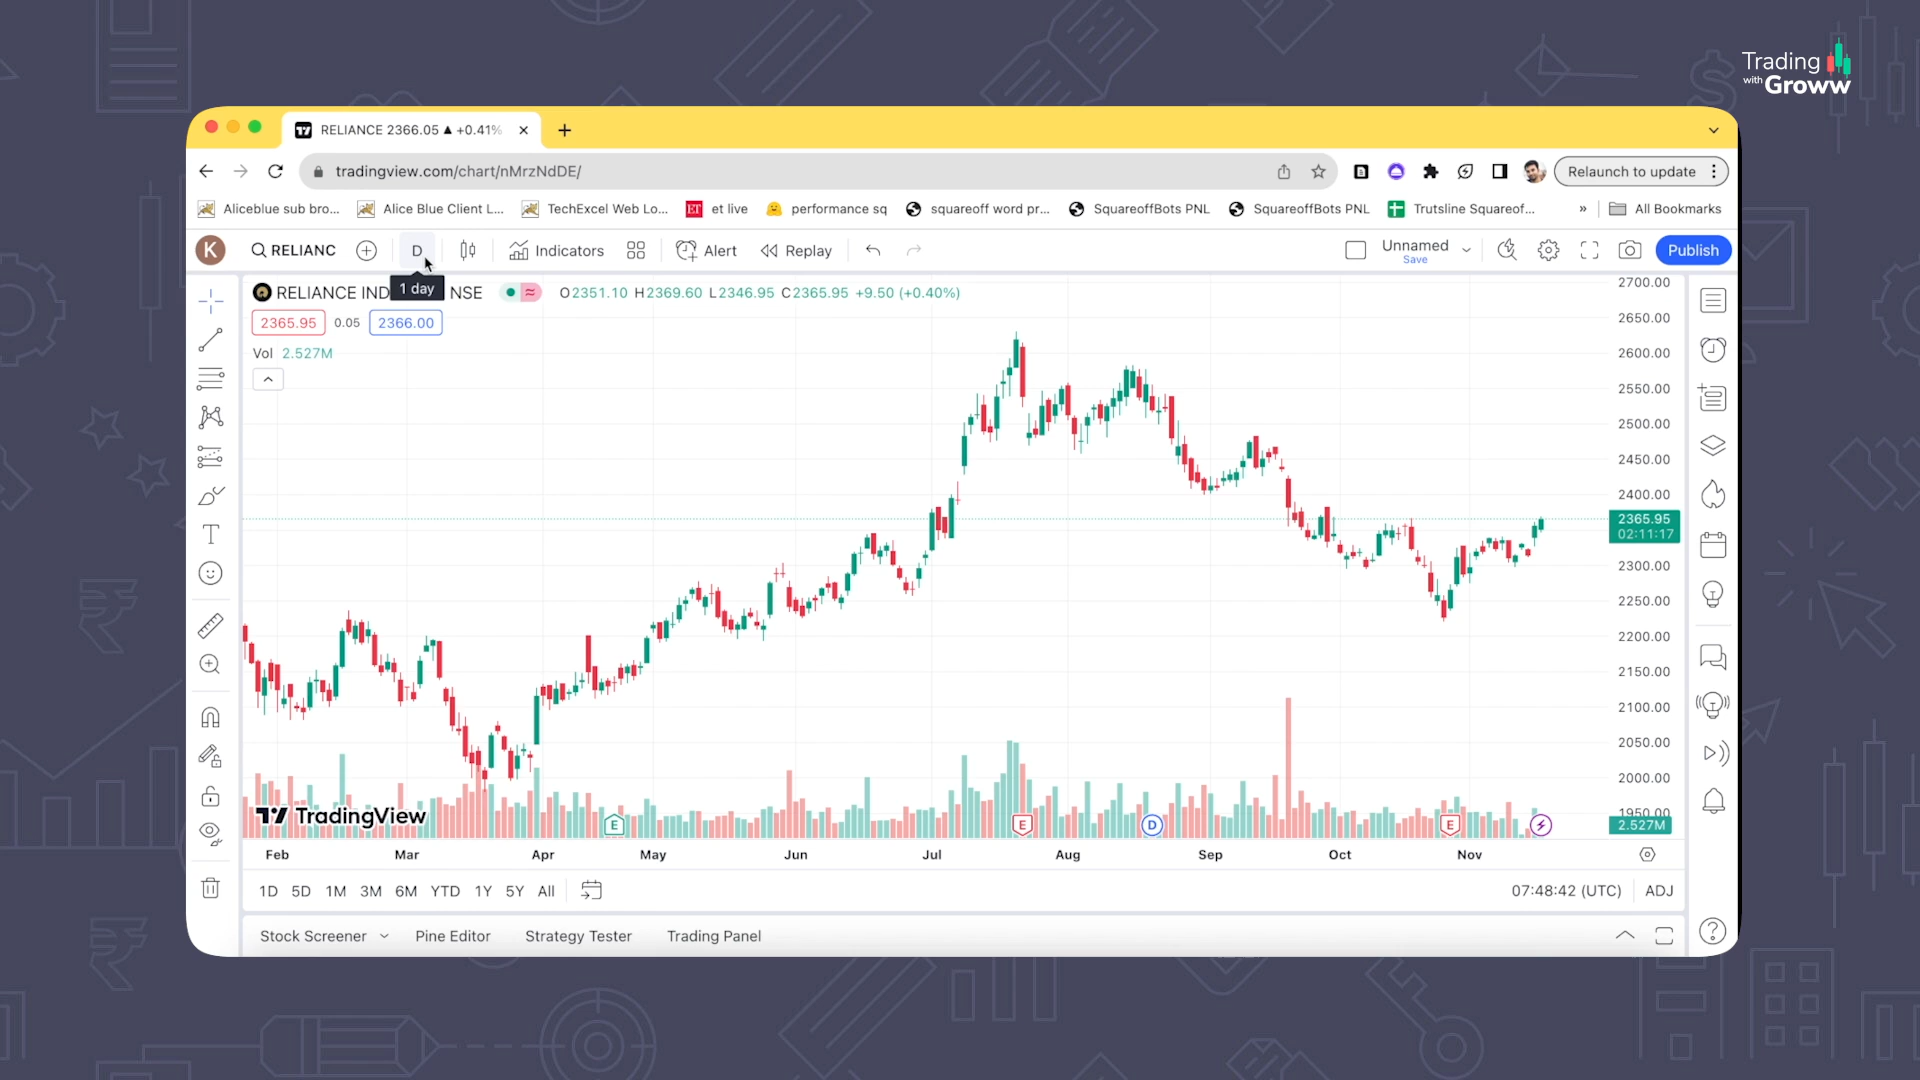 Trading
with Groww
RELIANCE 2366.05 ▲ +0.41%
tradingview.com/chart/nMrzNdDE/
Relaunch to update
Aliceblue sub bro...
Alice Blue Client L...
TechExcel Web Lo...
ET
et live
performance sq
squareoff word pr...
SquareoffBots PNL
SquareoffBots PNL
Trutsline Squareof...
»
All Bookmarks
K
RELIANC
D
Indicators
Alert
Replay
Unnamed
Save
Publish
1 day
RELIANCE IND
NSE
O2351.10 H2369.60 L2346.95 C2365.95 +9.50 (+0.40%)
2365.95
0.05
2366.00
Vol 2.527M
2700.00
2650.00
2600.00
2550.00
2500.00
2450.00
2400.00
2365.95
02:11:17
2300.00
2250.00
2200.00
2150.00
2100.00
2050.00
2000.00
1950.00
2.527M
TradingView
E
E
D
E
Feb
Mar
Apr
May
Jun
Jul
Aug
Sep
Oct
Nov
1D 5D 1M 3M 6M YTD 1Y 5Y All
07:48:42 (UTC)
ADJ
Stock Screener
Pine Editor
Strategy Tester
Trading Panel